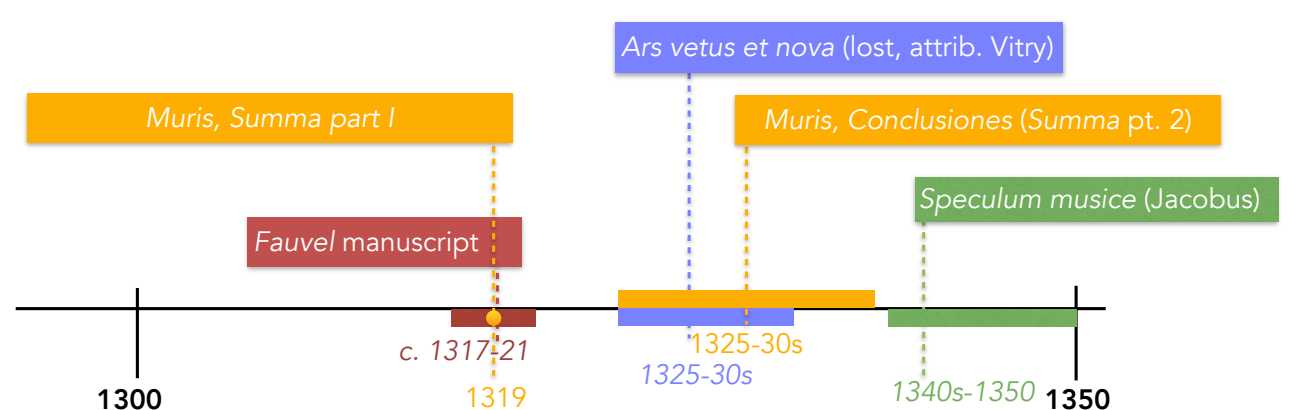 Ars vetus et nova (lost, attrib. Vitry)
Muris, Summa part I
Muris, Conclusiones (Summa pt. 2)
Speculum musice (Jacobus)
Fauvel manuscript
c. 1317-21
1325-30s
1325-30s
1319
1340s-1350
1300
1350